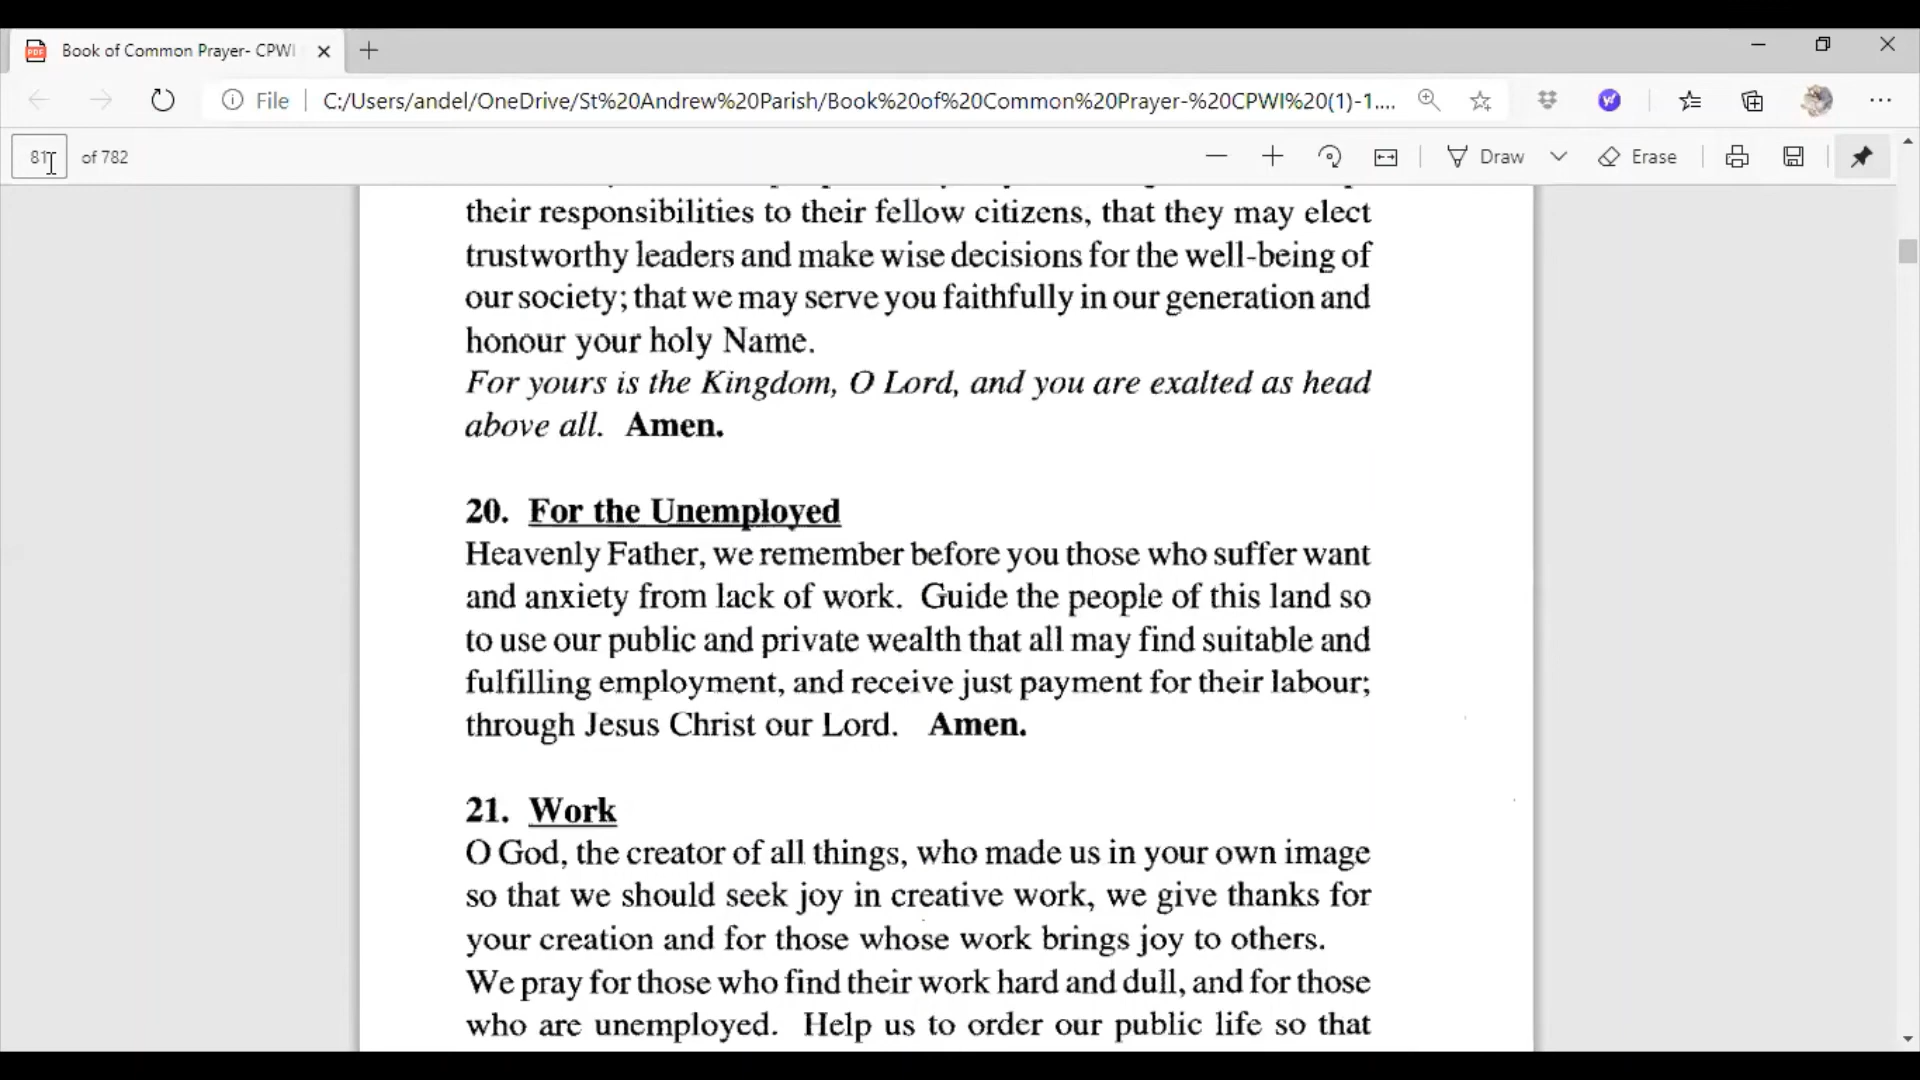 Book of Common Prayer- CPWI
File
C:/Users/andel/OneDrive/St%20Andrew%20Parish/Book%20of%20Common%20Prayer-%20CPWI%20(1)-1....
81 of 782
Draw
Erase
their responsibilities to their fellow citizens, that they may elect
trustworthy leaders and make wise decisions for the well-being of
our society; that we may serve you faithfully in our generation and
honour your holy Name.
For yours is the Kingdom, O Lord, and you are exalted as head
above all. Amen.
20. For the Unemployed
Heavenly Father, we remember before you those who suffer want
and anxiety from lack of work. Guide the people of this land so
to use our public and private wealth that all may find suitable and
fulfilling employment, and receive just payment for their labour;
through Jesus Christ our Lord. Amen.
21. Work
O God, the creator of all things, who made us in your own image
so that we should seek joy in creative work, we give thanks for
your creation and for those whose work brings joy to others.
We pray for those who find their work hard and dull, and for those
who are unemployed. Help us to order our public life so that